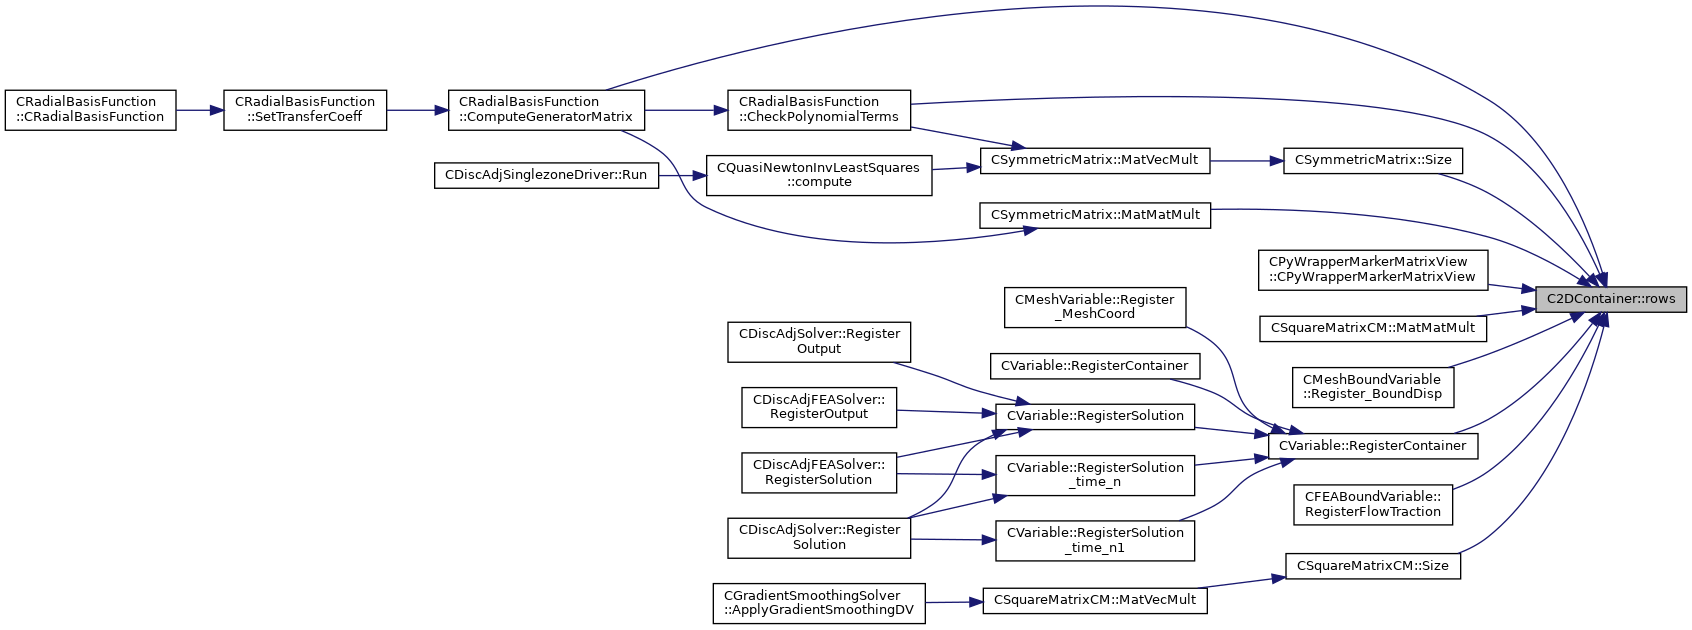 CRadialBasisFunction
::CRadialBasisFunction
CRadialBasisFunction
::SetTransferCoeff
CRadialBasisFunction
::ComputeGeneratorMatrix
CRadialBasisFunction
::CheckPolynomialTerms
CSymmetricMatrix::MatVecMult
CSymmetricMatrix::Size
CDiscAdjSinglezoneDriver::Run
CQuasiNewtonInvLeastSquares
::compute
CSymmetricMatrix::MatMatMult
CPyWrapperMarkerMatrixView
::CPyWrapperMarkerMatrixView
C2DContainer::rows
CMeshVariable::Register
_MeshCoord
CSquareMatrixCM::MatMatMult
CDiscAdjSolver::Register
Output
CVariable::RegisterContainer
CMeshBoundVariable
::Register_BoundDisp
CDiscAdjFEASolver::
RegisterOutput
CVariable::RegisterSolution
CVariable::RegisterContainer
CDiscAdjFEASolver::
RegisterSolution
CVariable::RegisterSolution
_time_n
CFEABoundVariable::
RegisterFlowTraction
CDiscAdjSolver::Register
Solution
CVariable::RegisterSolution
_time_n1
CSquareMatrixCM::Size
CGradientSmoothingSolver
::ApplyGradientSmoothingDV
CSquareMatrixCM::MatVecMult